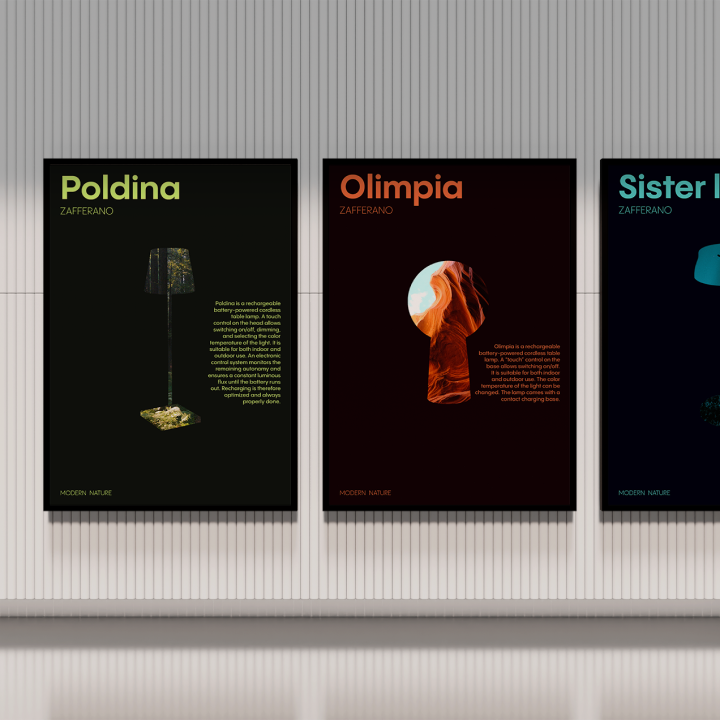 Poldina
ZAFFERANO
Poldina is a rechargeable
battery-powered cordless
table lamp. A touch
control on the head allows
switching on/off, dimming,
and selecting the color
temperature of the light. It is
suitable for both indoor and
outdoor use. An electronic
control system monitors the
remaining autonamy and
ensures a constant luminous
flux until the battery runs
out. Recharging is therefore
optimized and always
properly done.
MODERN NATURE
Olimpia
ZAFFERANO
Olimpia is a rechargeable
battery-powered cordless table
lamp. A "touch" control on the
base allows switching on/off.
It is suitable for both indoor
and outdoor use. The color
temperature of the light can be
changed. The lamp comes with a
contact charging base.
MODERN NATURE
Sister l
ZAFFERANO
MODERN NATURE